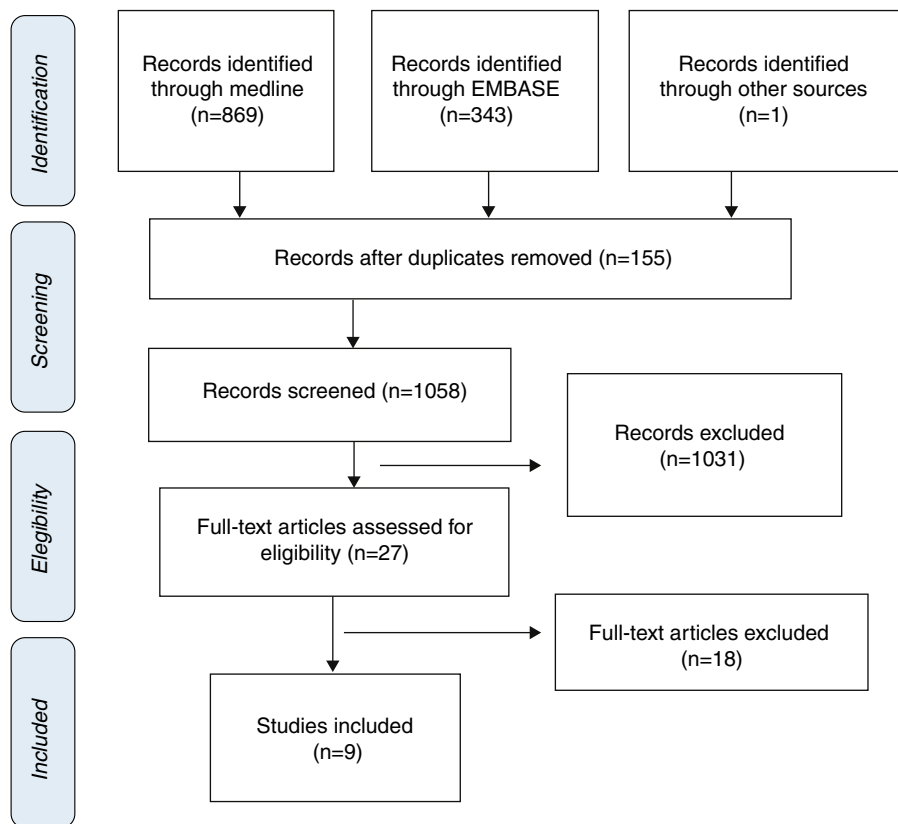 Identification
Records identified
through medline
(n=869)
Records identified
through EMBASE
(n=343)
Records identified
through other sources
(n=1)
Screening
Records after duplicates removed (n=155)
Records screened (n=1058)
Records excluded
(n=1031)
Elegibility
Full-text articles assessed for
eligibility (n=27)
Full-text articles excluded
(n=18)
Included
Studies included
(n=9)